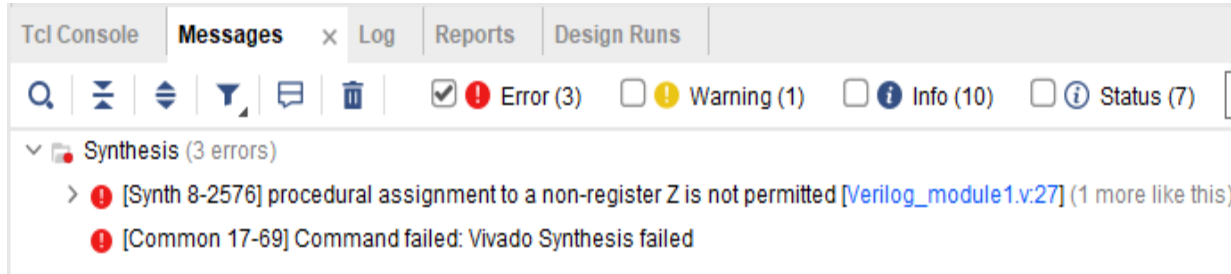 Tcl Console Messages × Log Reports Design Runs
Error (3) Warning (1) Info (10) Status (7)
Synthesis (3 errors)
[Synth 8-2576] procedural assignment to a non-register Z is not permitted [Verilog_module1.v:27] (1 more like this)
[Common 17-69] Command failed: Vivado Synthesis failed